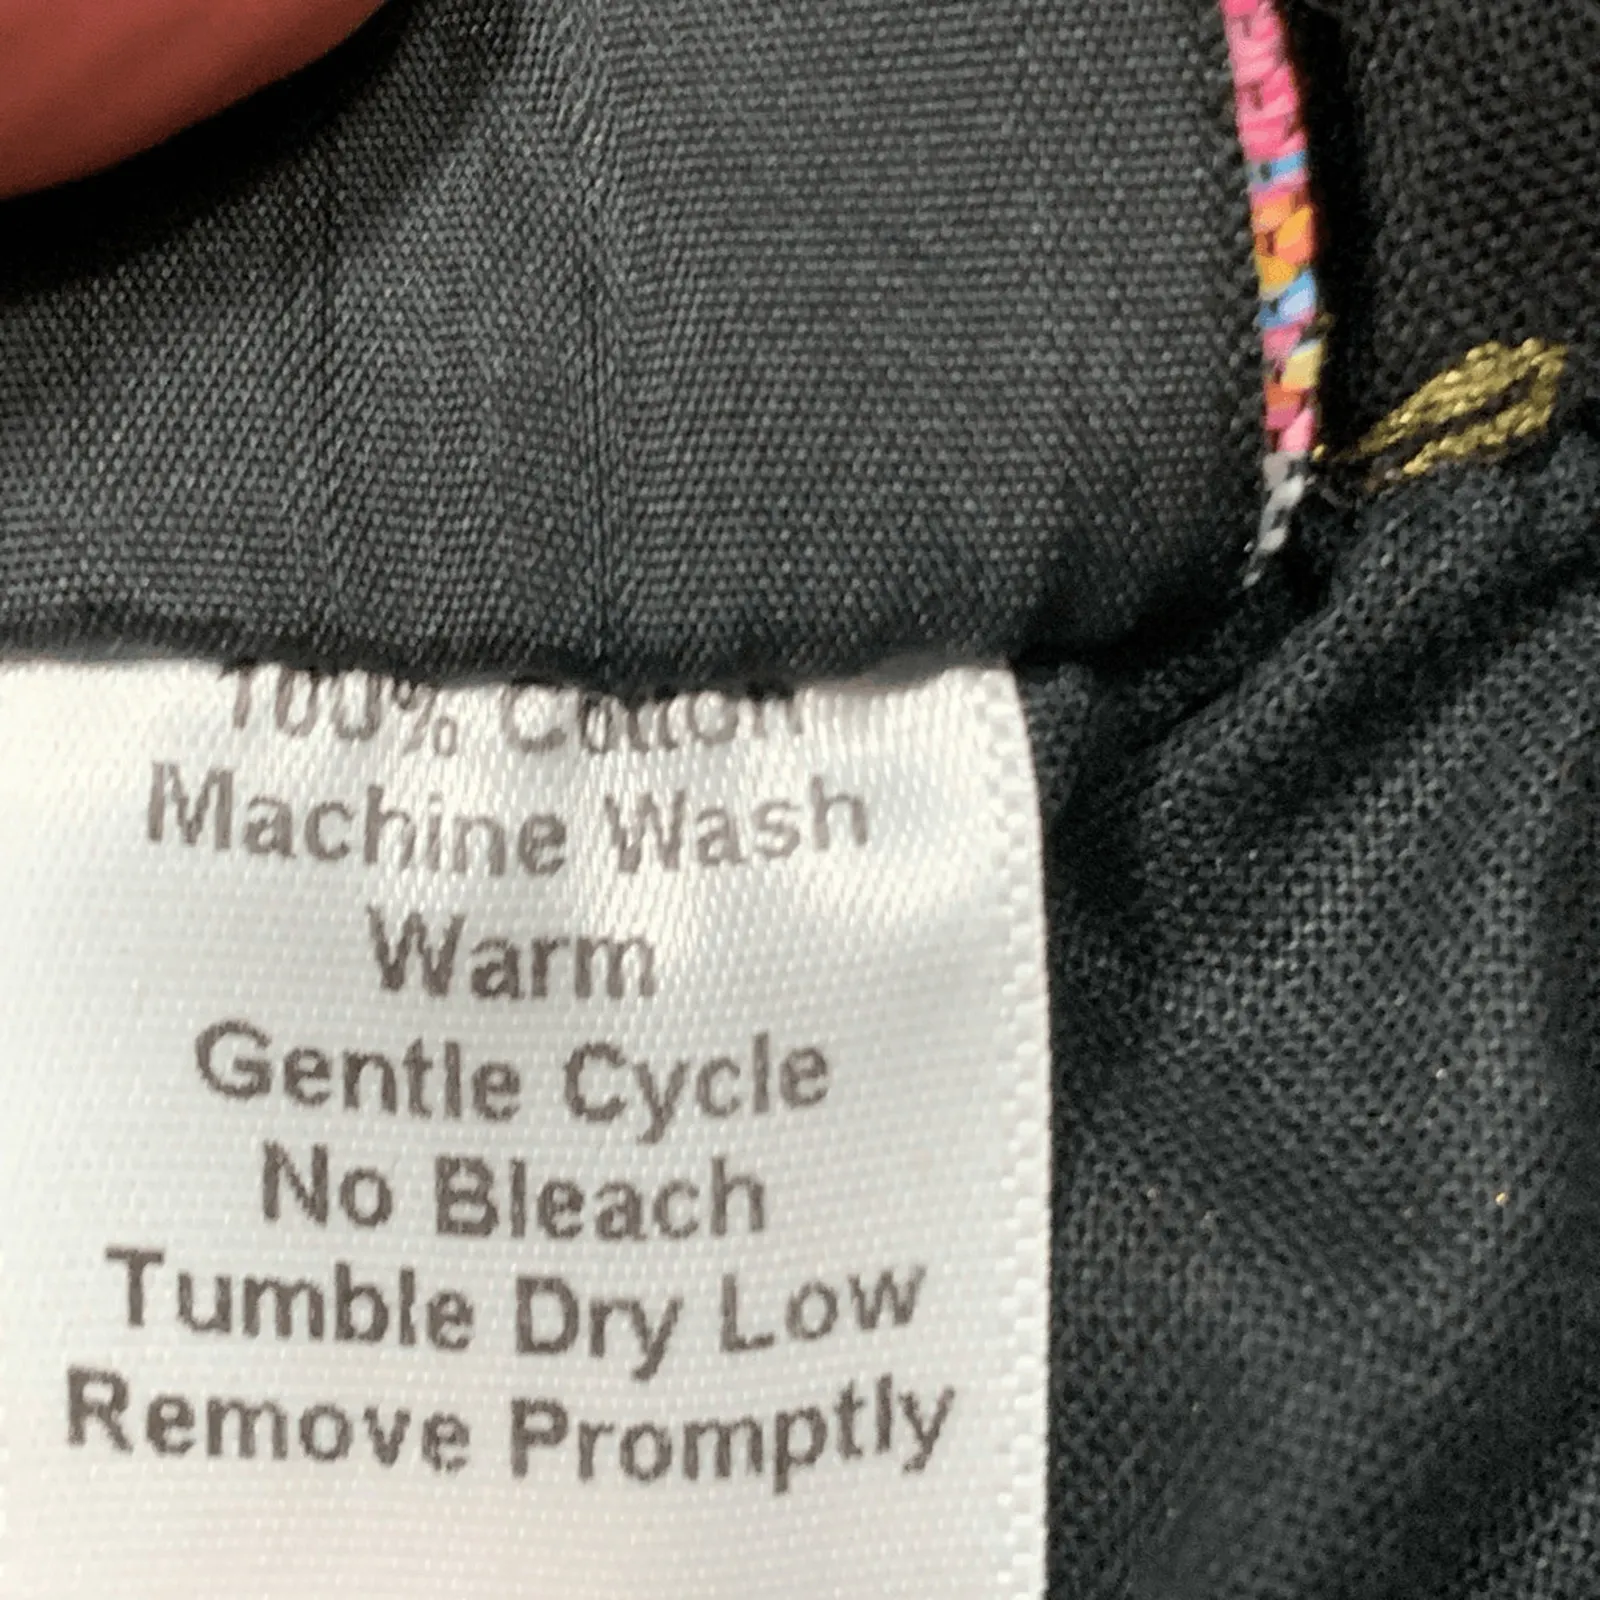 100% Cotton
Machine Wash
Warm
Gentle Cycle
No Bleach
Tumble Dry Low
Remove Promptly